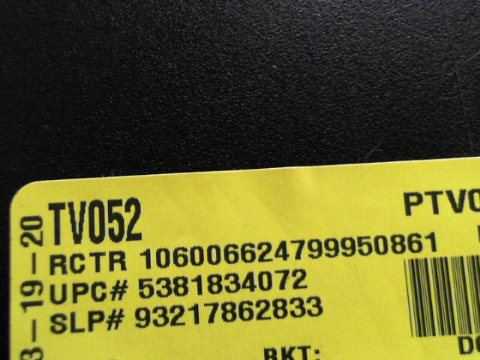 TV052 PTV0
RCTR 106006624799950861
UPC# 5381834072
SLP# 93217862833
BKT:
3-19-20